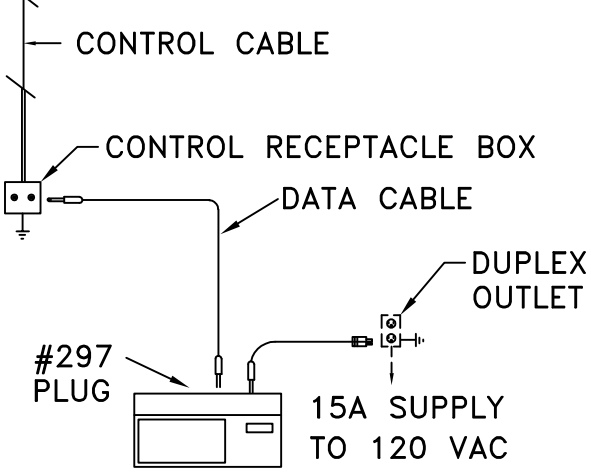 CONTROL CABLE
CONTROL RECEPTACLE BOX
DATA CABLE
DUPLEX
OUTLET
#297
PLUG
15A SUPPLY
TO 120 VAC